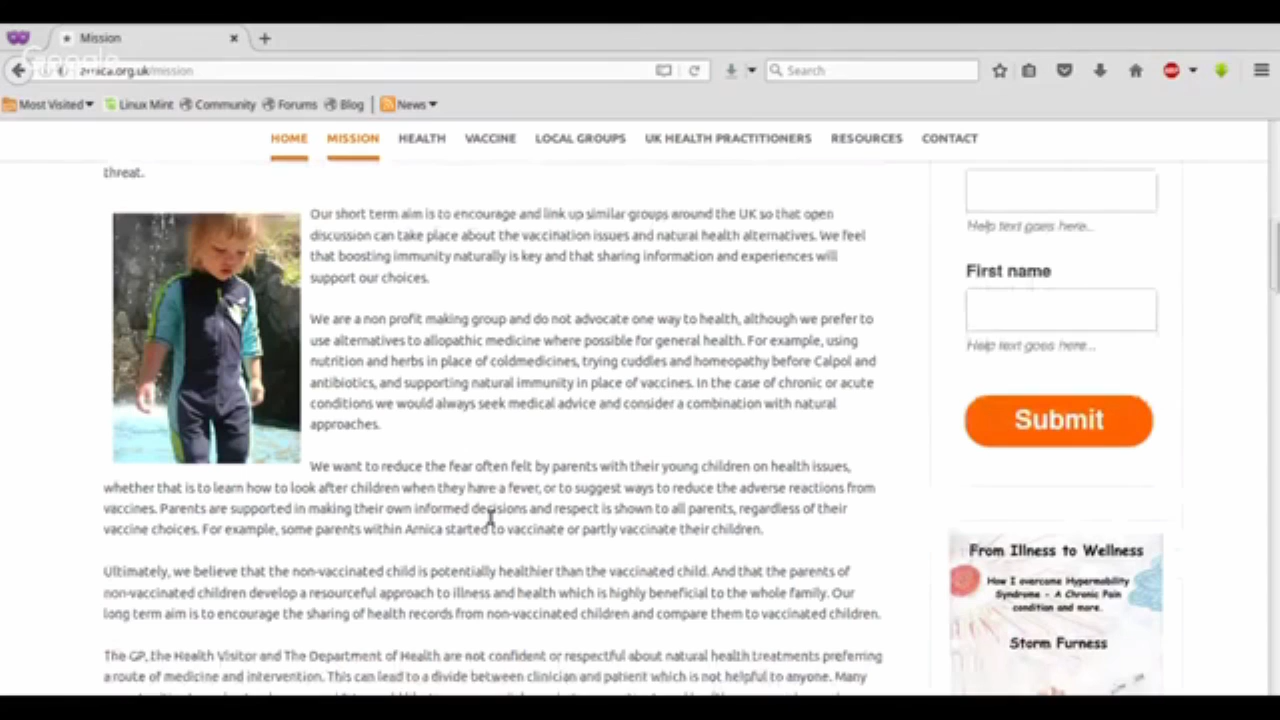 Mission
Google
arnica.org.uk/mission
Search
Most Visited
Linux Mint
Community
Forums
Blog
News
HOME
MISSION
HEALTH
VACCINE
LOCAL GROUPS
UK HEALTH PRACTITIONERS
RESOURCES
CONTACT
threat.
Our short term aim is to encourage and link up similar groups around the UK so that open
discussion can take place about the vaccination issues and natural health alternatives. We feel
that boosting immunity naturally is key and that sharing information and experiences will
support our choices.
We are a non profit making group and do not advocate one way to health, although we prefer to
use alternatives to allopathic medicine where possible for general health. For example, using
nutrition and herbs in place of coldmedicines, trying cuddles and homeopathy before Calpol and
antibiotics, and supporting natural immunity in place of vaccines. In the case of chronic or acute
conditions we would always seek medical advice and consider a combination with natural
approaches.
We want to reduce the fear often felt by parents with their young children on health issues,
whether that is to learn how to look after children when they have a fever, or to suggest ways to reduce the adverse reactions from
vaccines. Parents are supported in making their own informed decisions and respect is shown to all parents, regardless of their
vaccine choices. For example, some parents within Arnica started to vaccinate or partly vaccinate their children.
Ultimately, we believe that the non-vaccinated child is potentially healthier than the vaccinated child. And that the parents of
non-vaccinated children develop a resourceful approach to illness and health which is highly beneficial to the whole family. Our
long term aim is to encourage the sharing of health records from non-vaccinated children and compare them to vaccinated children.
The GP, the Health Visitor and The Department of Health are not confident or respectful about natural health treatments preferring
a route of medicine and intervention. This can lead to a divide between clinician and patient which is not helpful to anyone. Many
Help text goes here...
First name
Help text goes here...
Submit
From Illness to Wellness
How I overcome Hypermobility
Syndrome - A Chronic Pain
condition and more.
Storm Furness